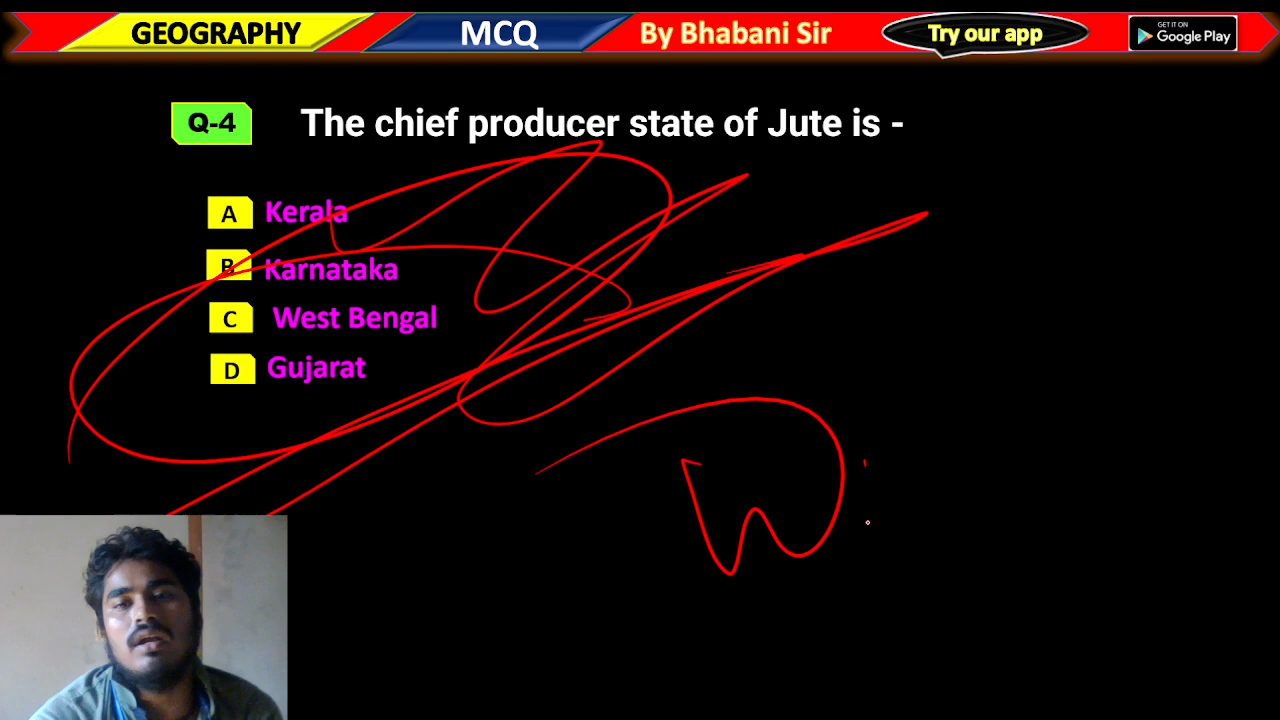 GEOGRAPHY MCQ By Bhabani Sir Try our app GET IT ON Google Play
Q-4 The chief producer state of Jute is -
A Kerala
B Karnataka
C West Bengal
D Gujarat